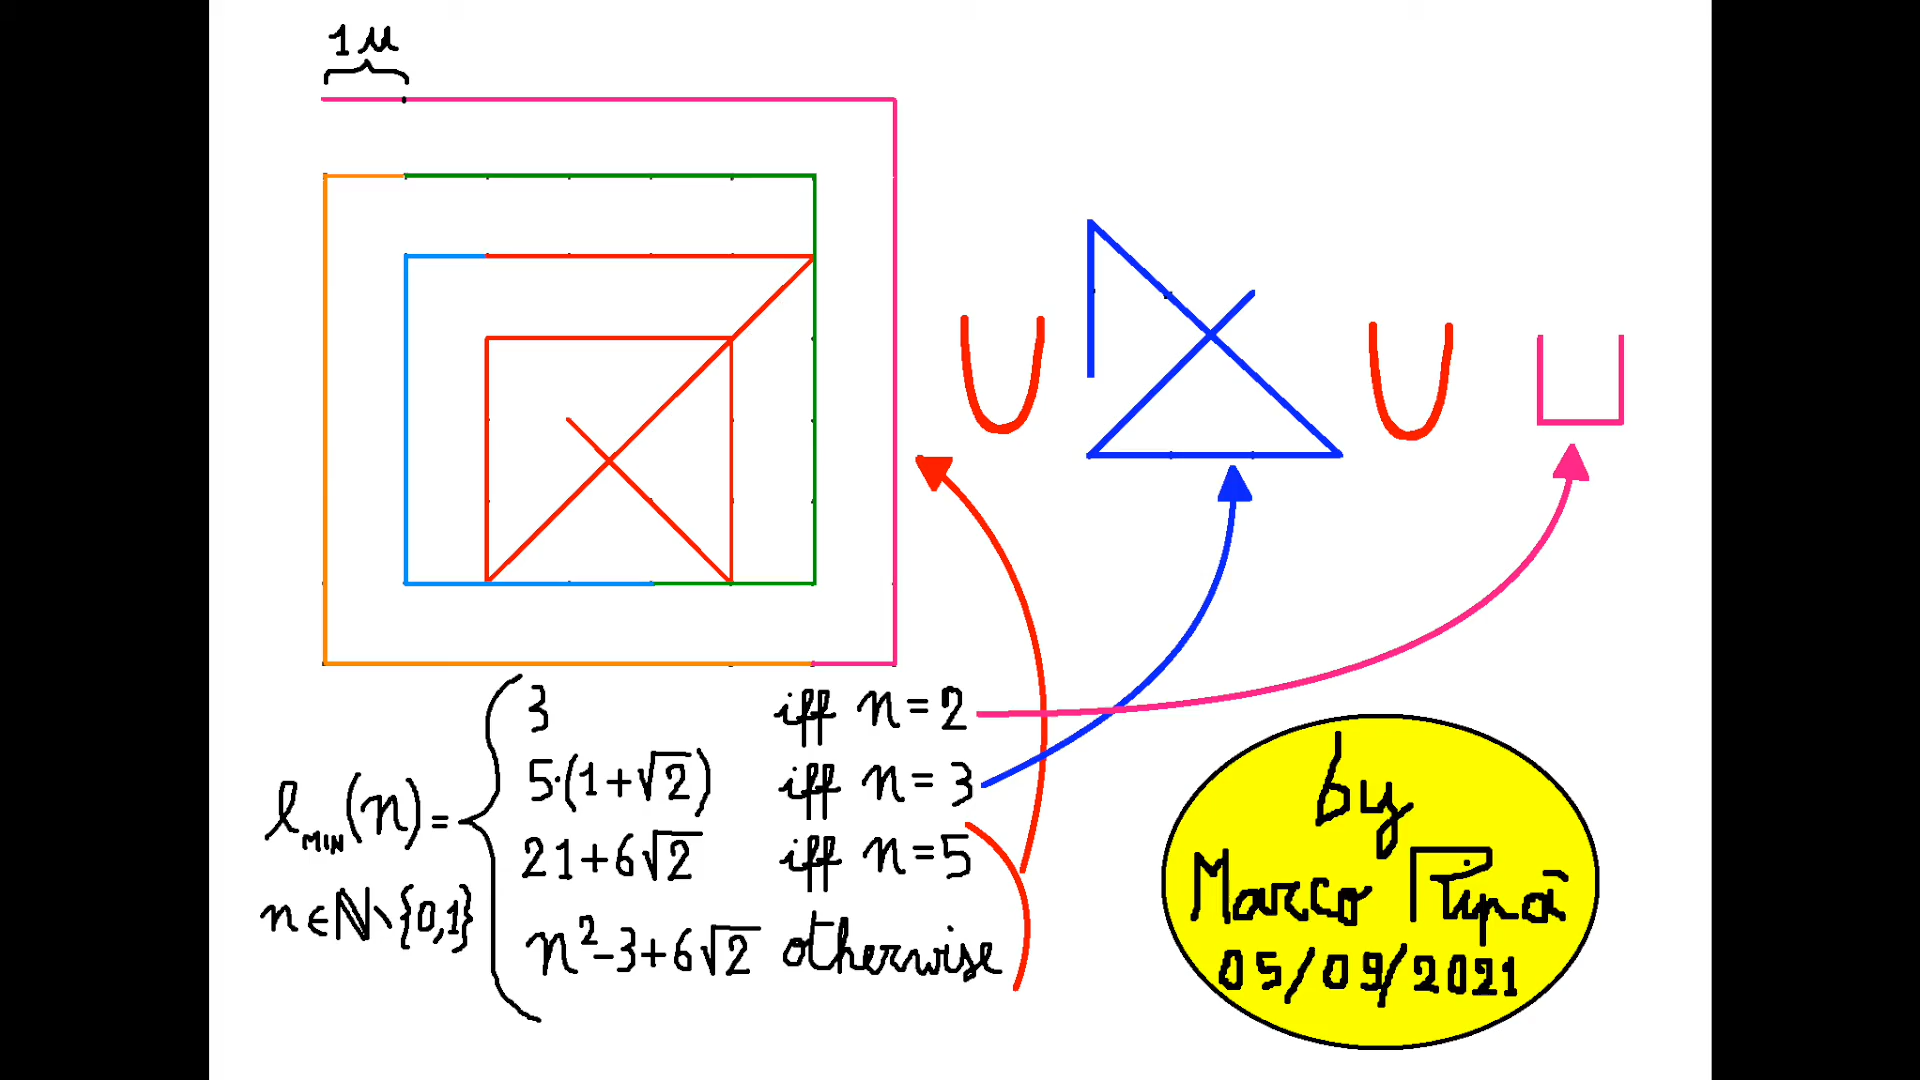 1u
U
U
3 iff n=2
5·(1+√2) iff n=3
ℓMIN(n)=
21+6√2 iff n=5
n∈ℕ\{0,1}
n²-3+6√2 otherwise
by
Marco Ripà
05/09/2021